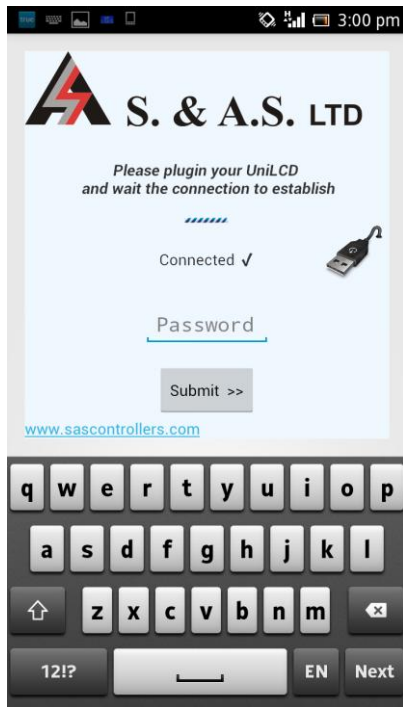 3:00 pm
S. & A.S. LTD
Please plugin your UniLCD
and wait the connection to establish
Connected ✓
Password
Submit >>
www.sascontrollers.com
q w e r t y u i o p
a s d f g h j k l
z x c v b n m
12!? EN Next